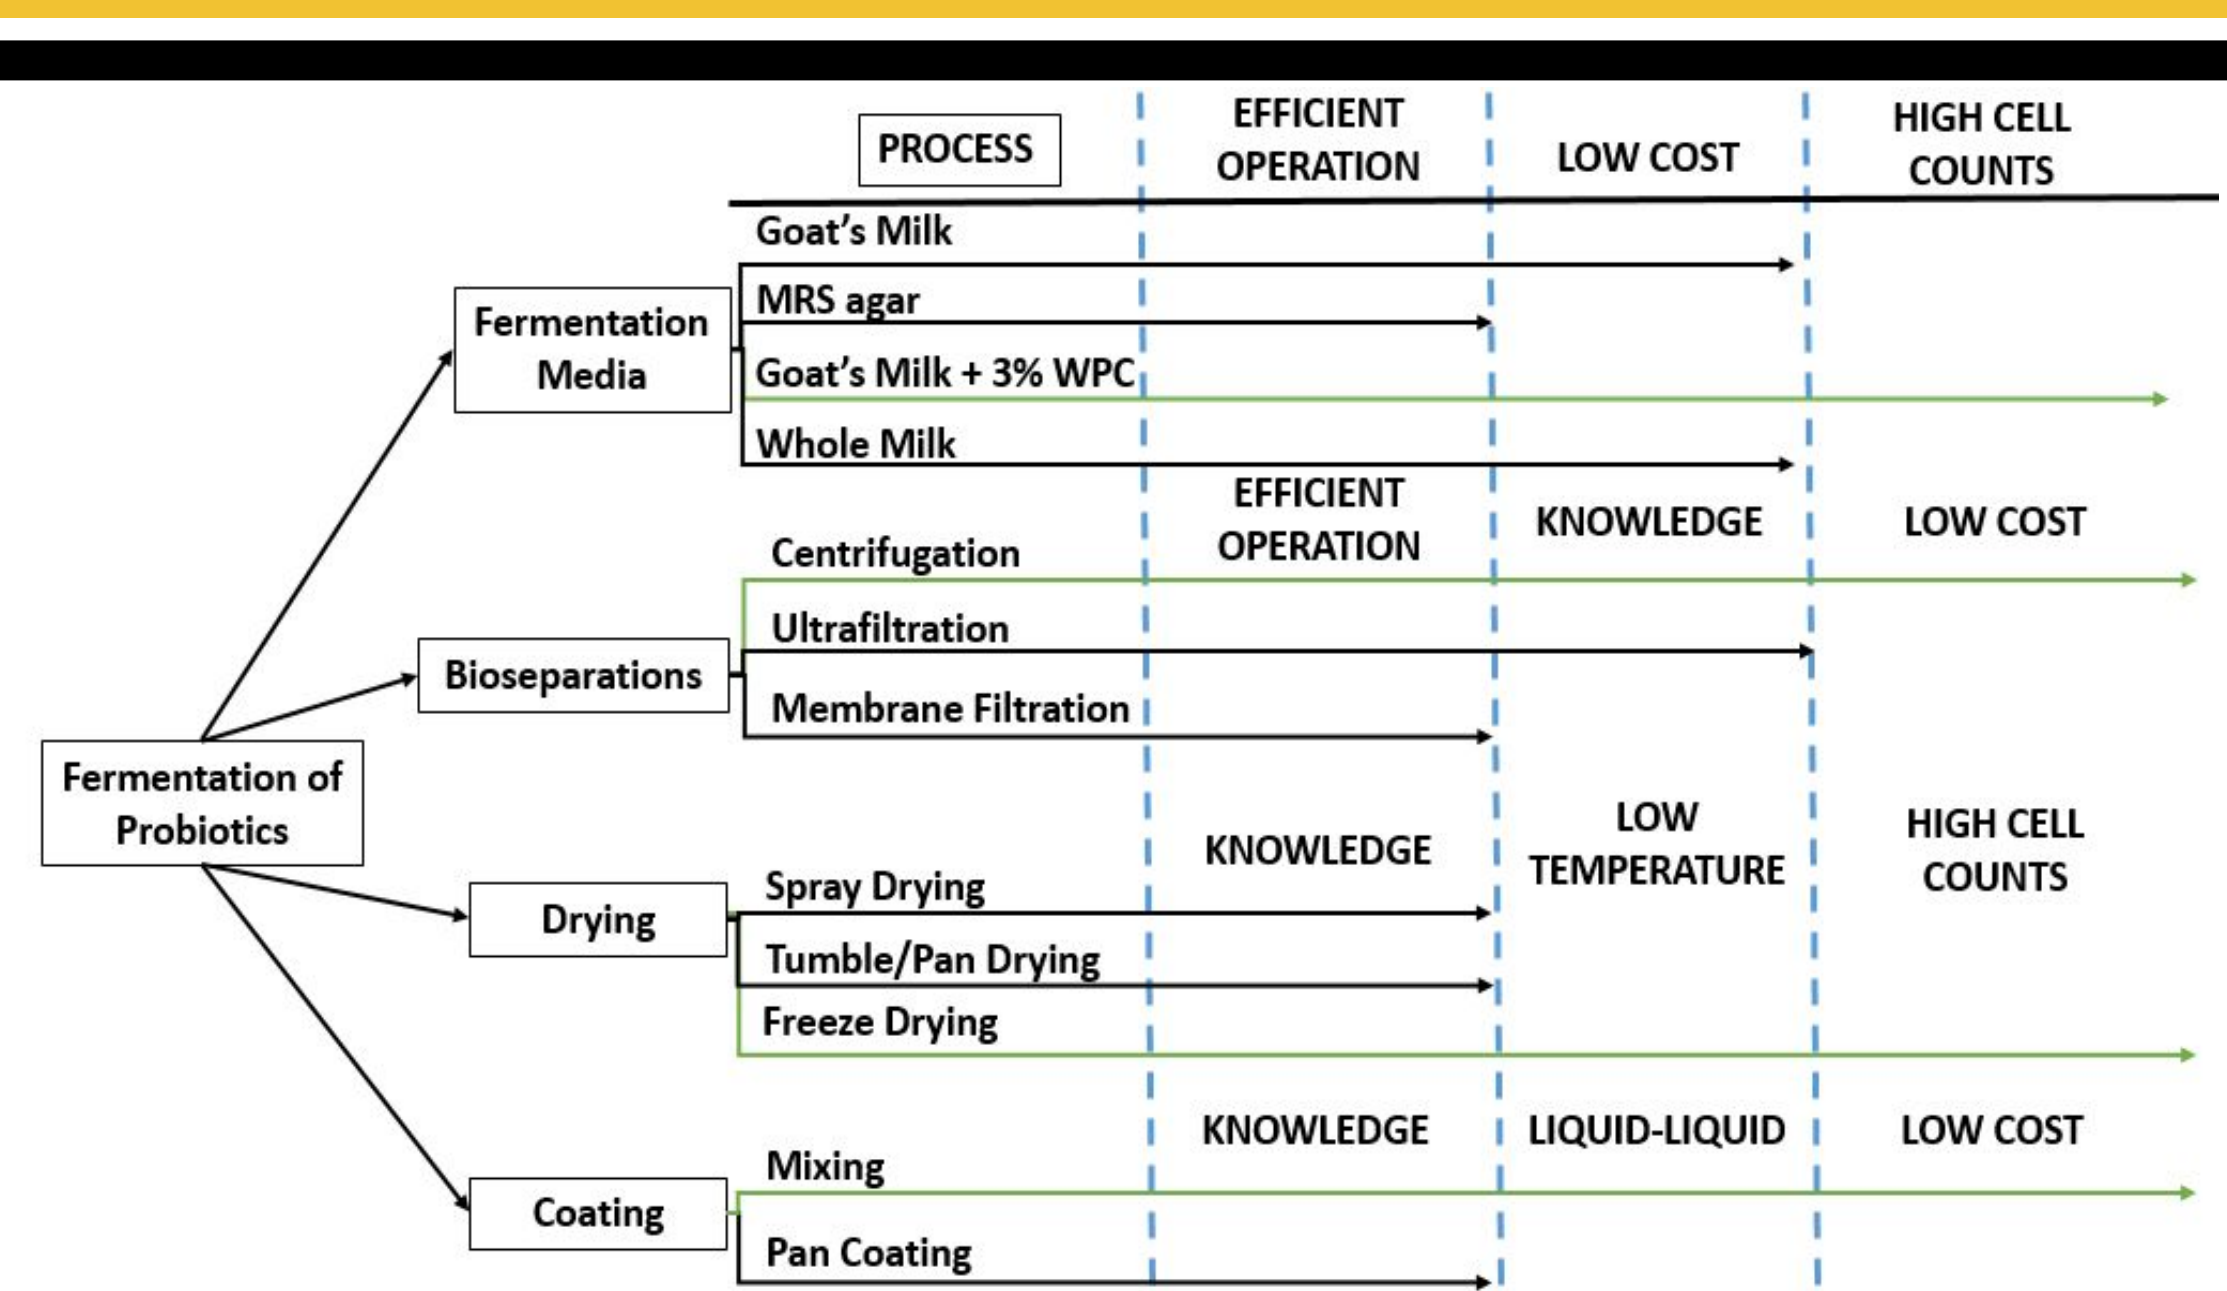 PROCESS
EFFICIENT
OPERATION
LOW COST
HIGH CELL
COUNTS
Goat’s Milk
MRS agar
Goat’s Milk + 3% WPC
Whole Milk
Fermentation
Media
EFFICIENT
OPERATION
KNOWLEDGE
LOW COST
Centrifugation
Ultrafiltration
Membrane Filtration
Bioseparations
Fermentation of
Probiotics
KNOWLEDGE
LOW
TEMPERATURE
HIGH CELL
COUNTS
Spray Drying
Tumble/Pan Drying
Freeze Drying
Drying
KNOWLEDGE
LIQUID-LIQUID
LOW COST
Mixing
Pan Coating
Coating